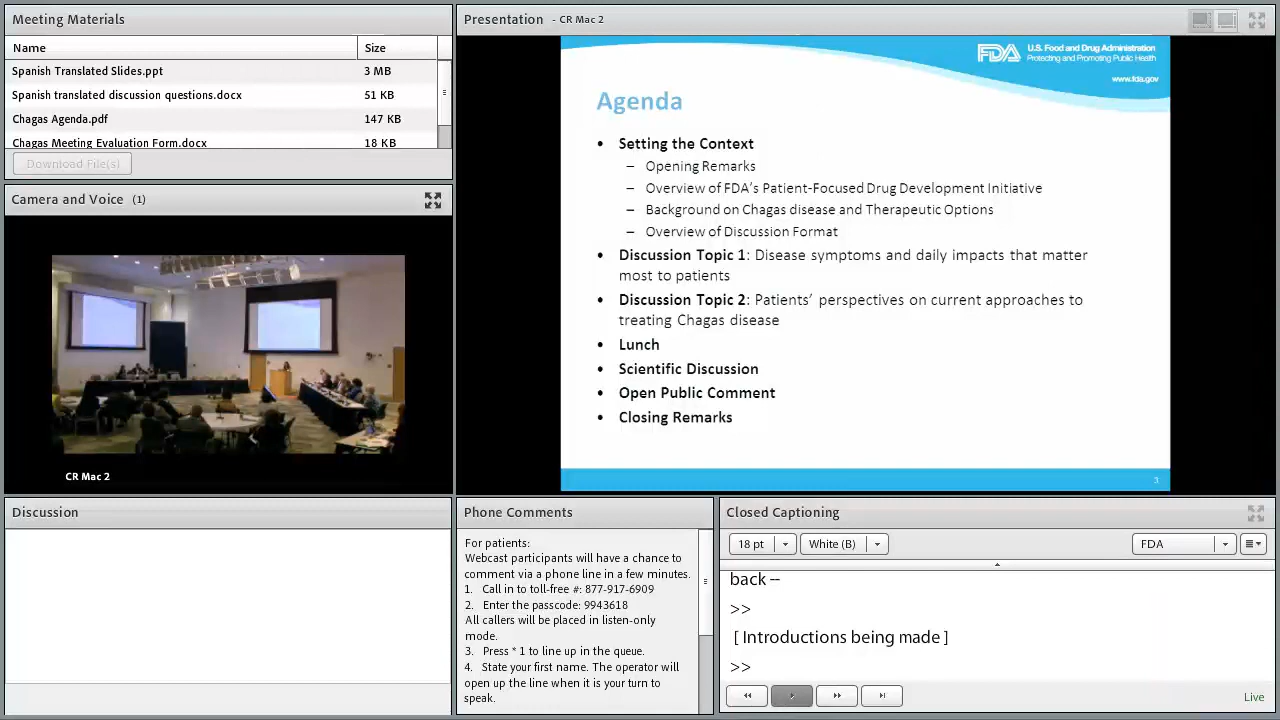 Meeting Materials
Name Size
Spanish Translated Slides.ppt 3 MB
Spanish translated discussion questions.docx 51 KB
Chagas Agenda.pdf 147 KB
Chagas Meeting Evaluation Form.docx 18 KB
Download File(s)
Camera and Voice (1)
CR Mac 2
Presentation - CR Mac 2
FDA U.S. Food and Drug Administration
Protecting and Promoting Public Health
www.fda.gov
Agenda
• Setting the Context
– Opening Remarks
– Overview of FDA's Patient-Focused Drug Development Initiative
– Background on Chagas disease and Therapeutic Options
– Overview of Discussion Format
• Discussion Topic 1: Disease symptoms and daily impacts that matter
most to patients
• Discussion Topic 2: Patients' perspectives on current approaches to
treating Chagas disease
• Lunch
• Scientific Discussion
• Open Public Comment
• Closing Remarks
3
Discussion
Phone Comments
For patients:
Webcast participants will have a chance to
comment via a phone line in a few minutes.
1. Call in to toll-free #: 877-917-6909
2. Enter the passcode: 9943618
All callers will be placed in listen-only
mode.
3. Press * 1 to line up in the queue.
4. State your first name. The operator will
open up the line when it is your turn to
speak.
Closed Captioning
18 pt White (B) FDA
back --
>>
[ Introductions being made ]
>>
Live